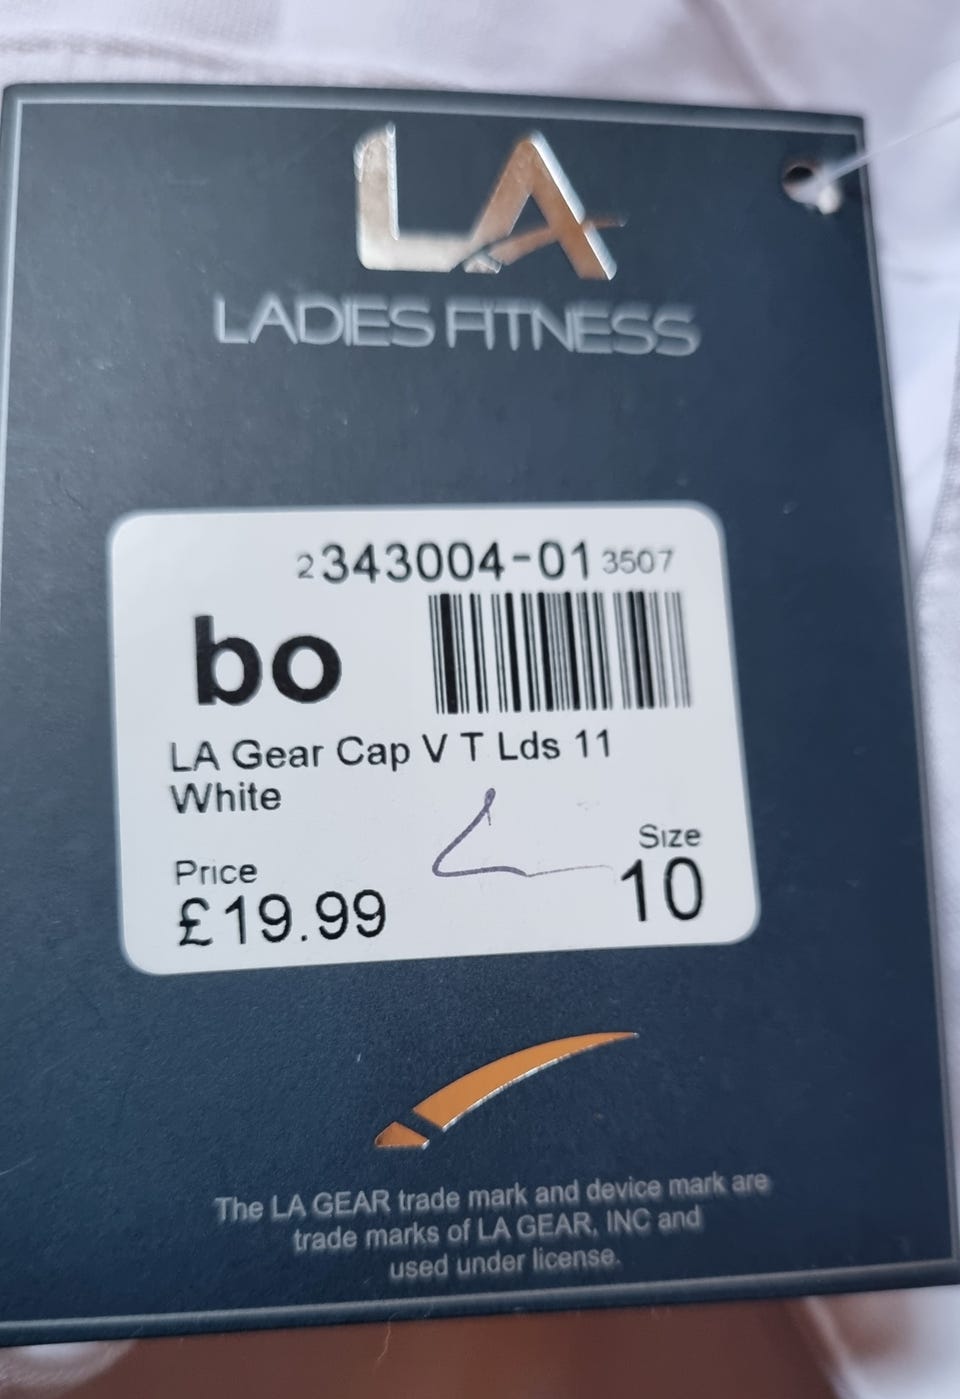 LA
LADIES FITNESS
2343004-01 3507
bo
LA Gear Cap V T Lds 11
White
Size
10
Price
£19.99
The LA GEAR trade mark and device mark are
trade marks of LA GEAR, INC and
used under license.